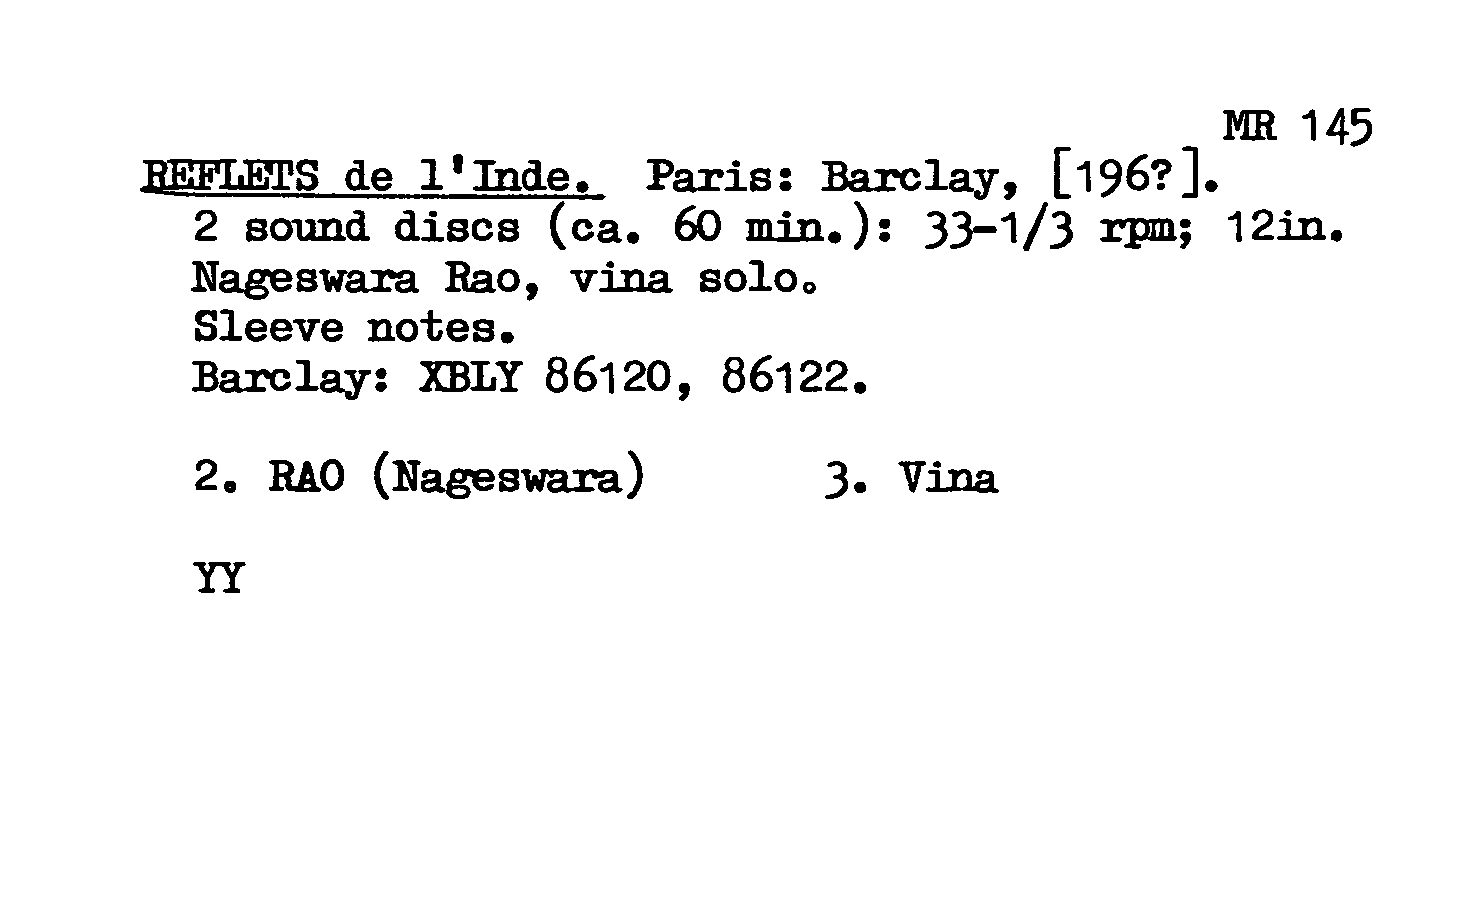 MR 145
REFLETS de l'Inde. Paris: Barclay, [196?].
2 sound discs (ca. 60 min.): 33-1/3 rpm; 12in.
Nageswara Rao, vina solo.
Sleeve notes.
Barclay: XBLY 86120, 86122.
2. RAO (Nageswara) 3. Vina
YY